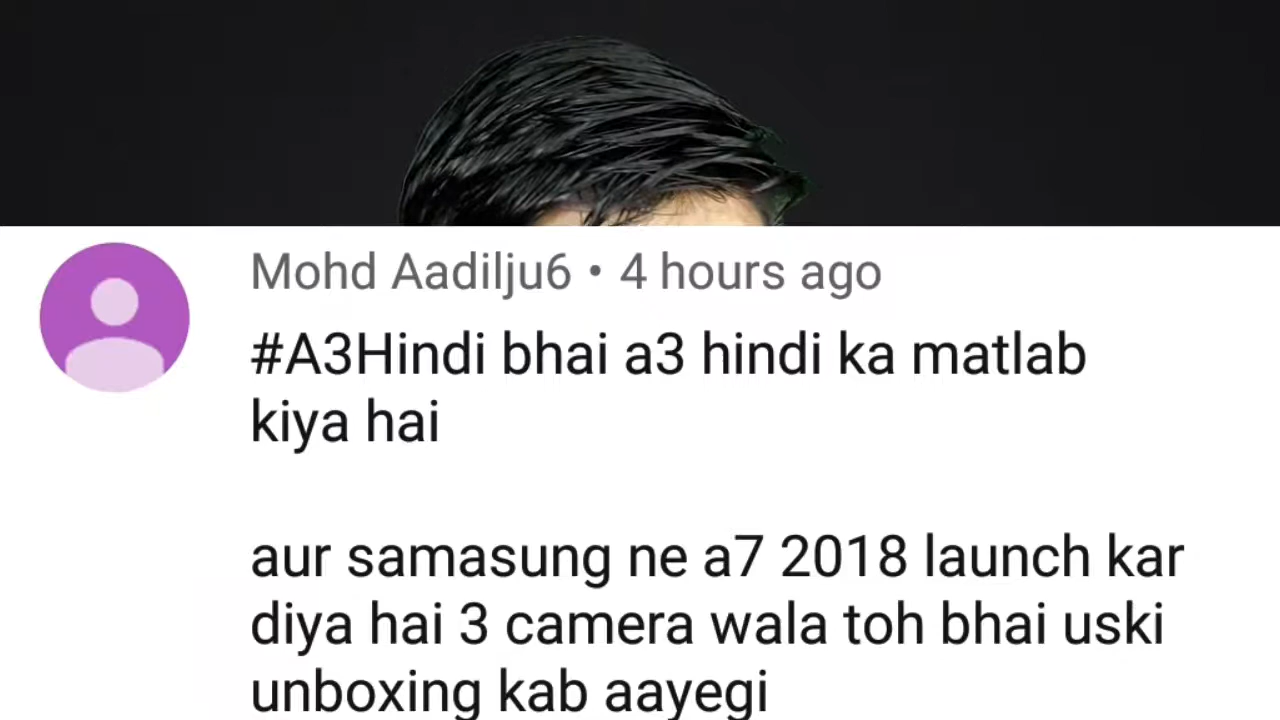 Mohd Aadilju6 • 4 hours ago
#A3Hindi bhai a3 hindi ka matlab
kiya hai
aur samasung ne a7 2018 launch kar
diya hai 3 camera wala toh bhai uski
unboxing kab aayegi